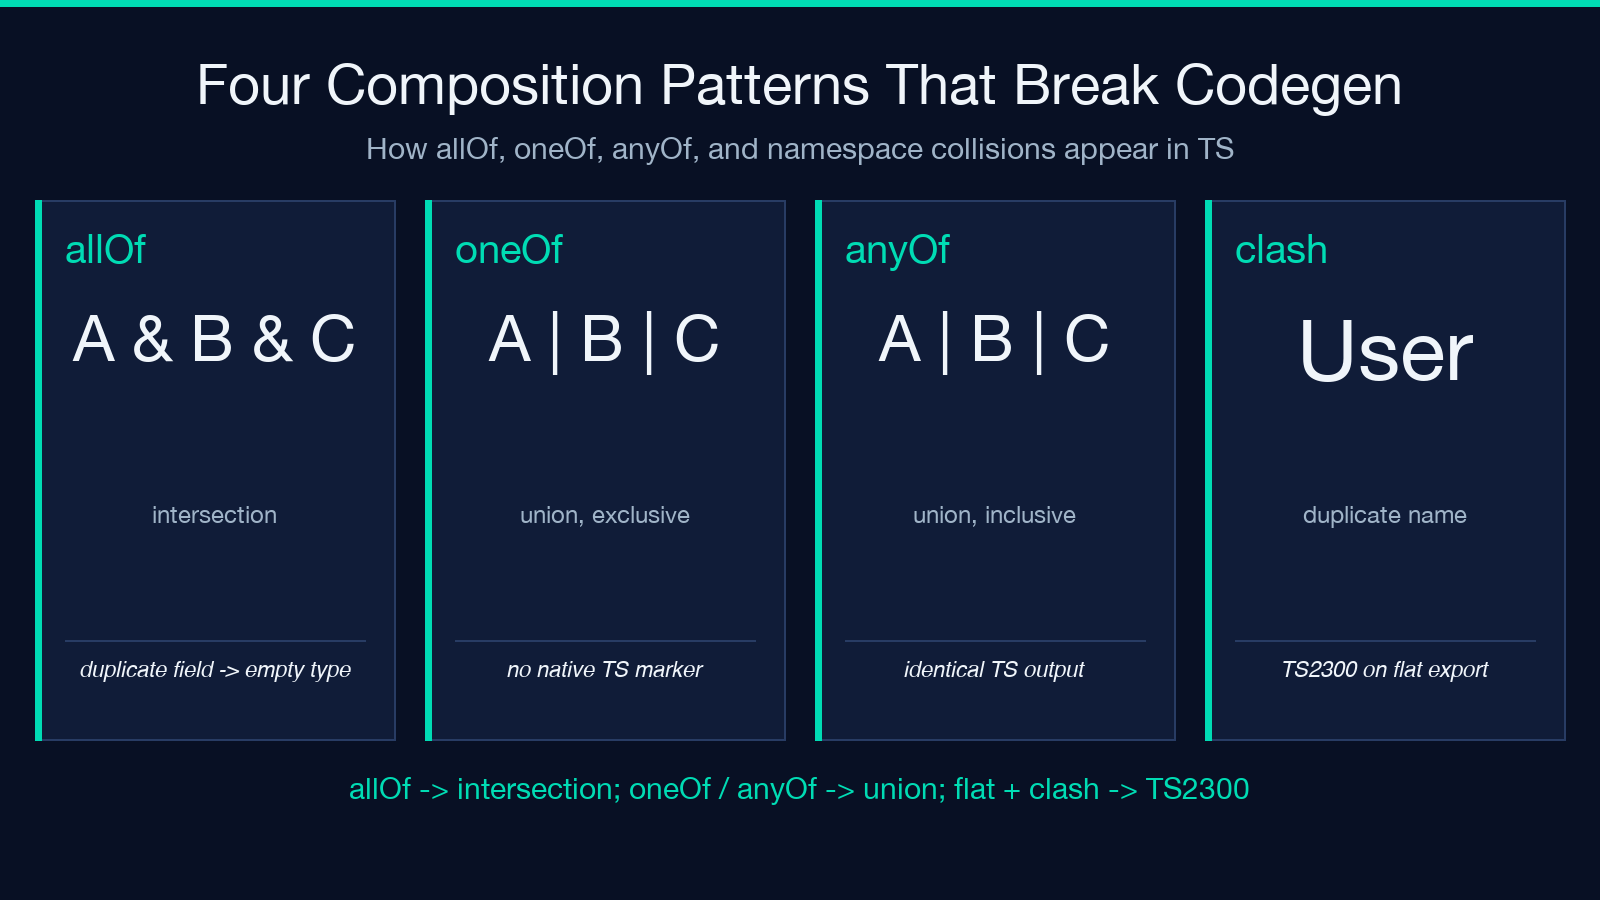 Four Composition Patterns That Break Codegen
How allOf, oneOf, anyOf, and namespace collisions appear in TS
allOf
A & B & C
intersection
duplicate field -> empty type
oneOf
A | B | C
union, exclusive
no native TS marker
anyOf
A | B | C
union, inclusive
identical TS output
clash
User
duplicate name
TS2300 on flat export
allOf -> intersection; oneOf / anyOf -> union; flat + clash -> TS2300